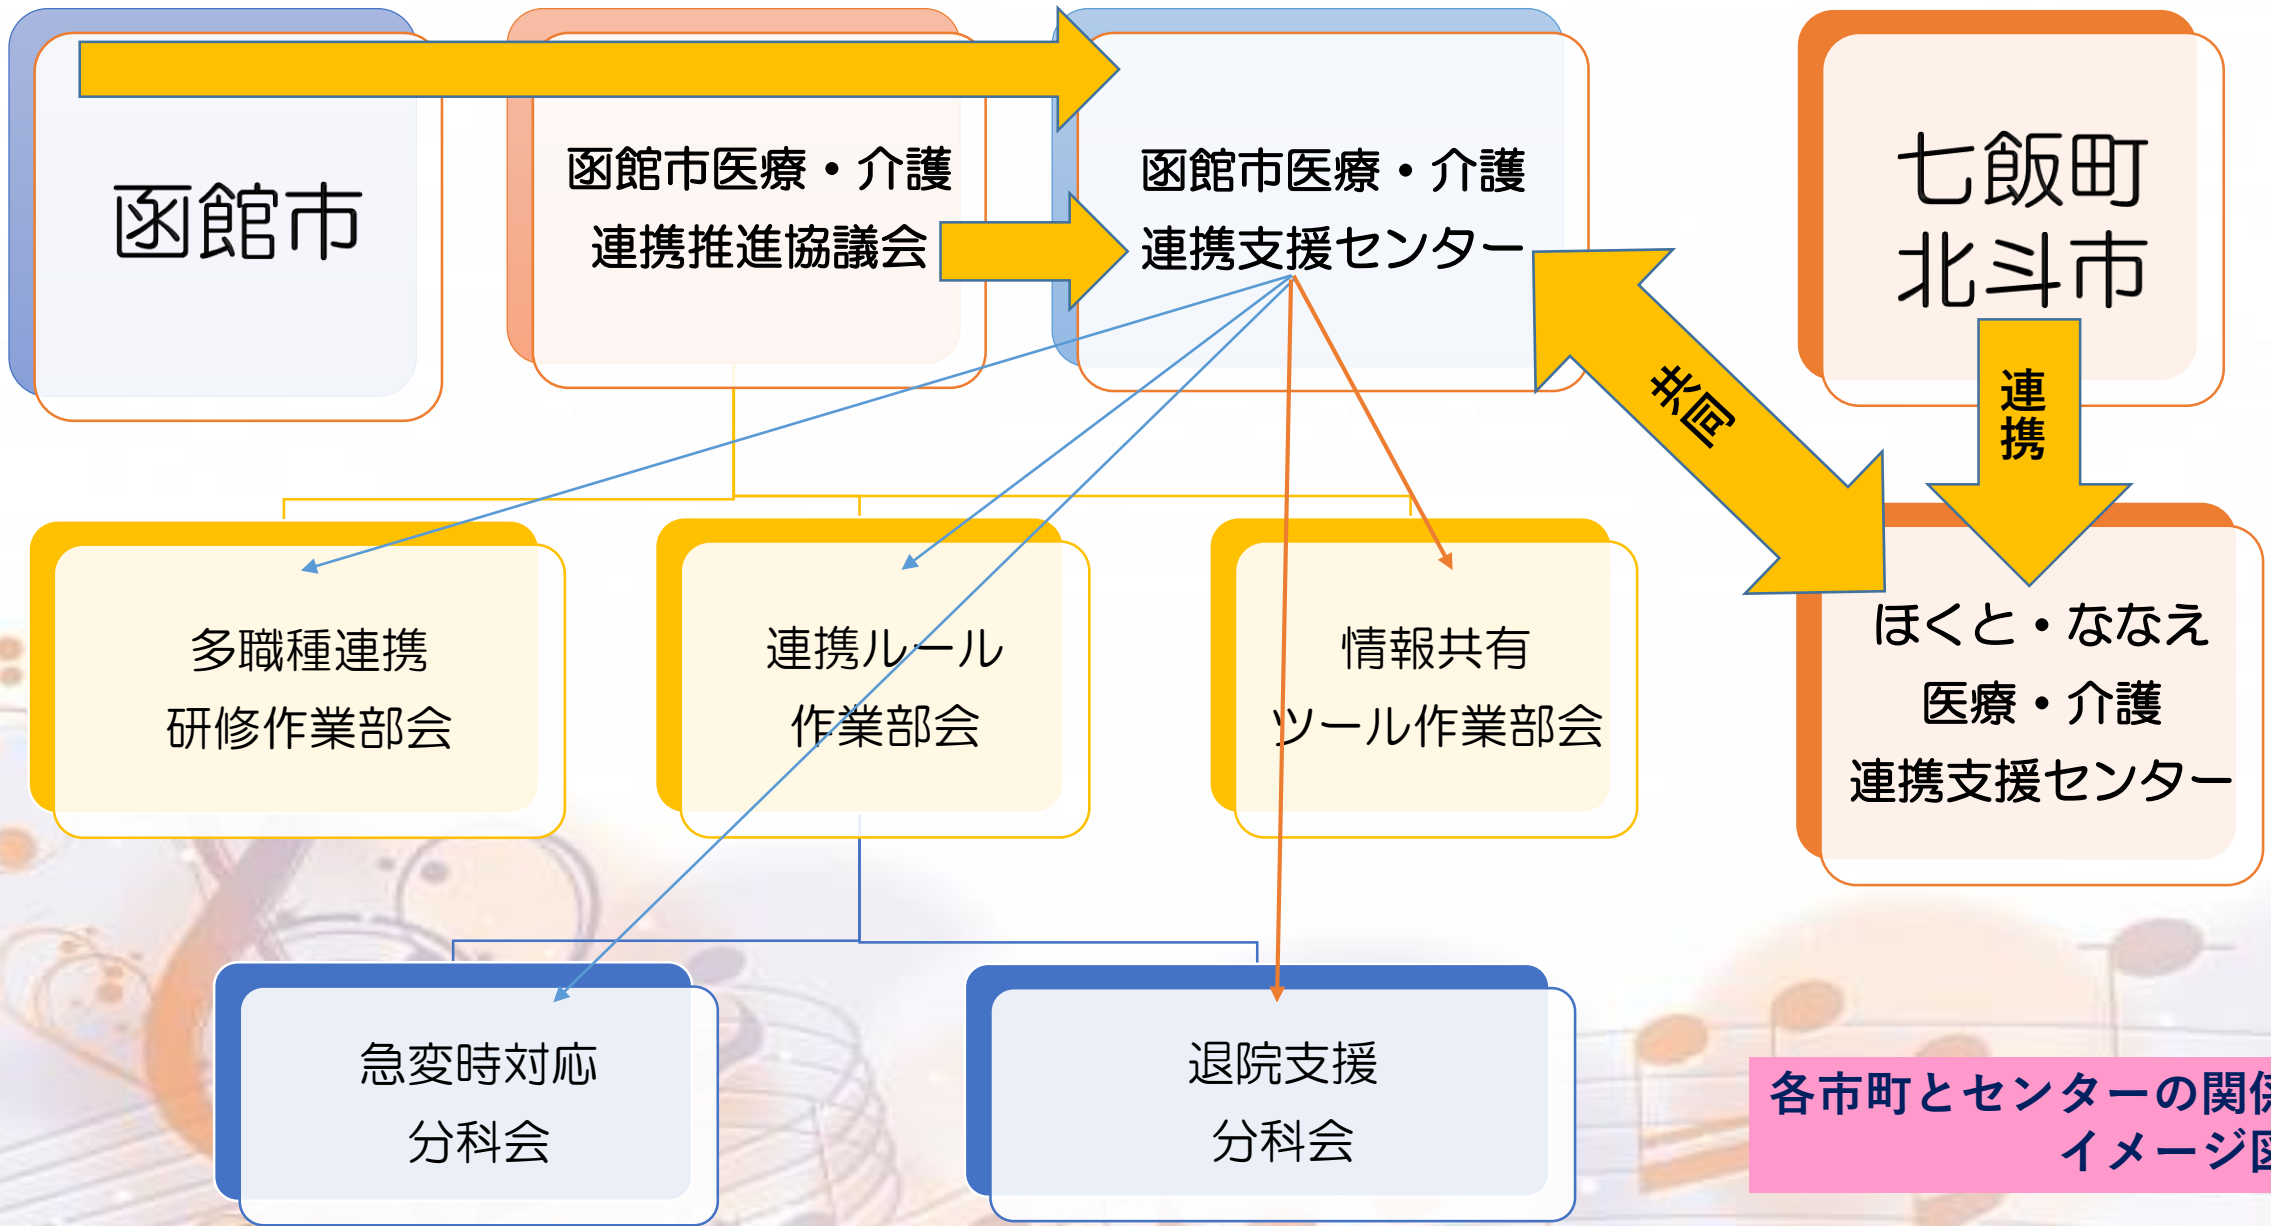 函館市
函館市医療・介護
連携推進協議会
函館市医療・介護
連携支援センター
七飯町
北斗市
共同
連携
多職種連携
研修作業部会
連携ルール
作業部会
情報共有
ツール作業部会
ほくと・ななえ
医療・介護
連携支援センター
急変時対応
分科会
退院支援
分科会
各市町とセンターの関係
イメージ図